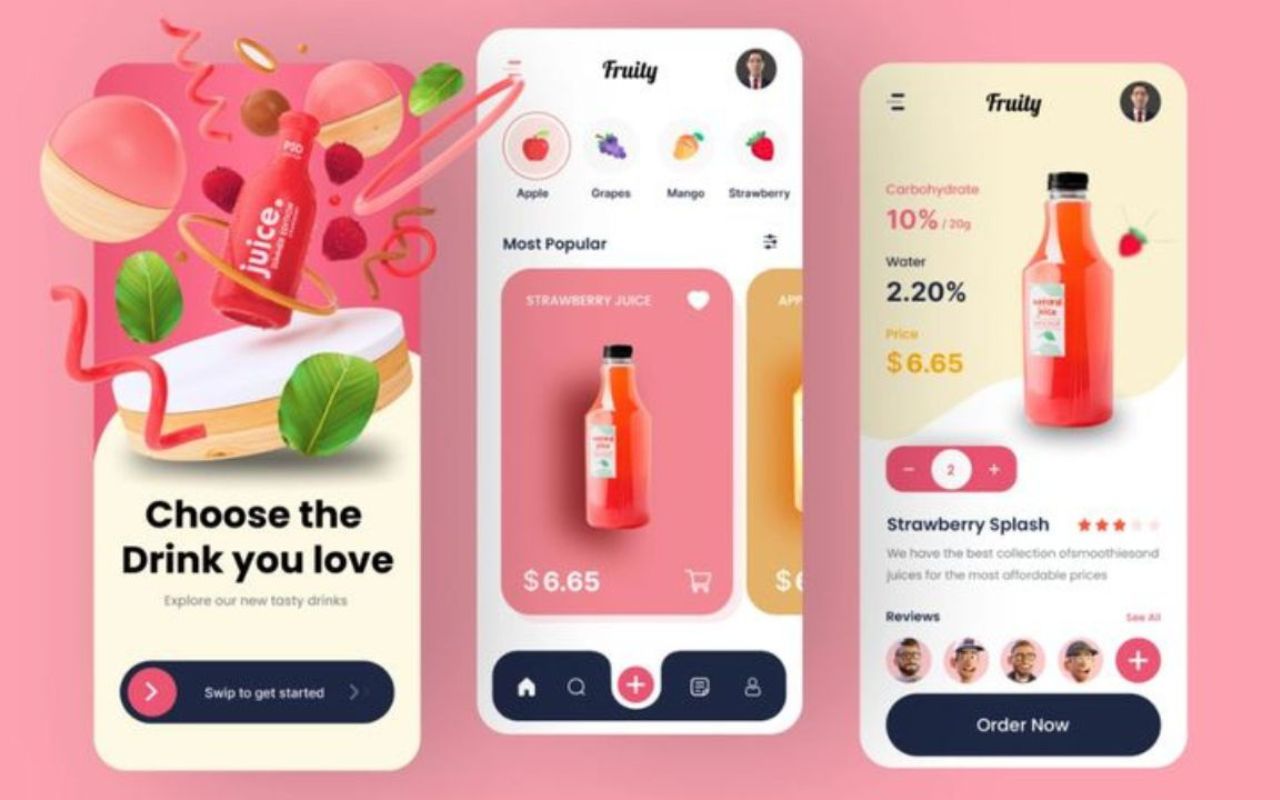 PSD
juice.
SUMMER EDITION
Choose the
Drink you love
Explore our new tasty drinks
Swip to get started
Fruity
Apple
Grapes
Mango
Strawberry
Most Popular
STRAWBERRY JUICE
APP
$6.65
$6
Fruity
Carbohydrate
10% / 20g
Water
2.20%
Price
$6.65
juice
2
Strawberry Splash
We have the best collection ofsmoothiesand
juices for the most affordable prices
Reviews
See All
Order Now